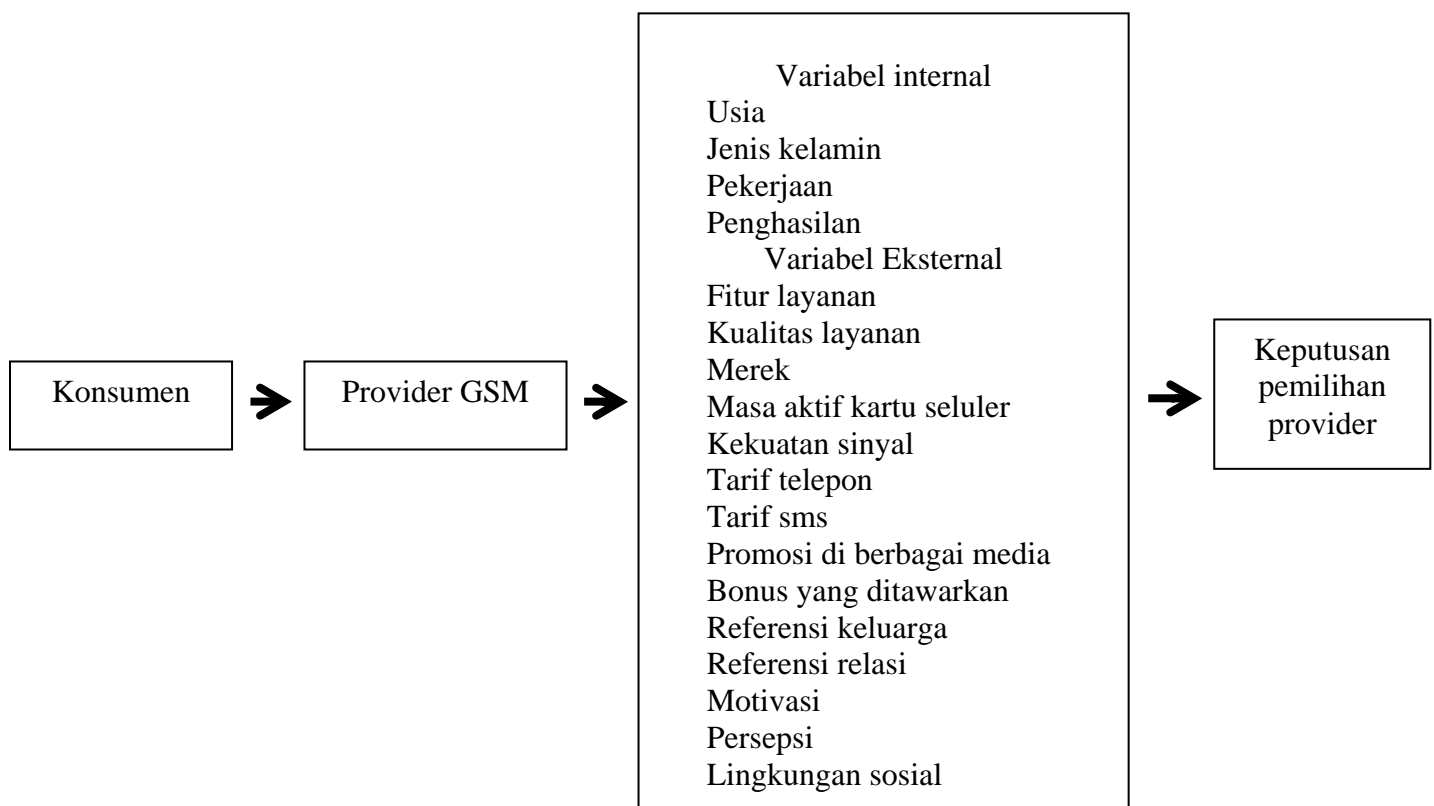 Konsumen
Provider GSM
Variabel internal
Usia
Jenis kelamin
Pekerjaan
Penghasilan
Variabel Eksternal
Fitur layanan
Kualitas layanan
Merek
Masa aktif kartu seluler
Kekuatan sinyal
Tarif telepon
Tarif sms
Promosi di berbagai media
Bonus yang ditawarkan
Referensi keluarga
Referensi relasi
Motivasi
Persepsi
Lingkungan sosial
Keputusan
pemilihan
provider